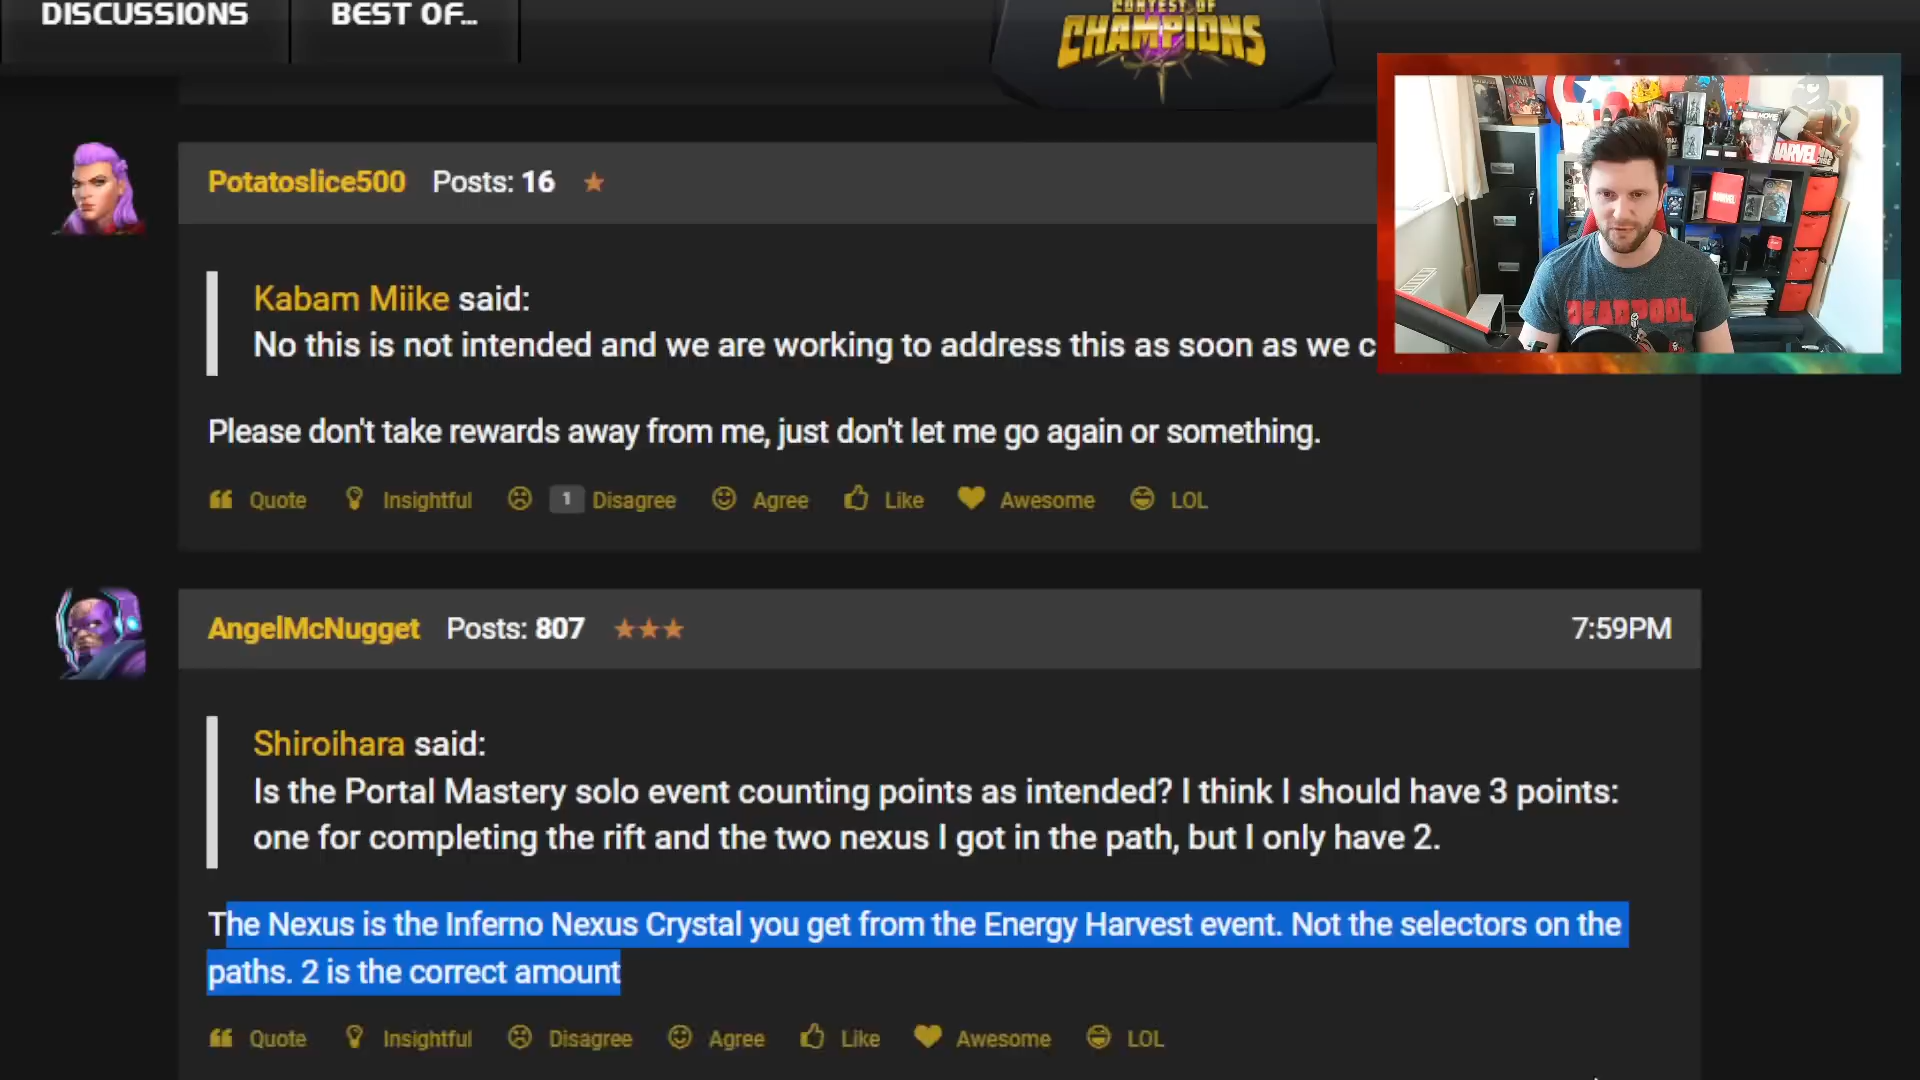 DISCUSSIONS
BEST OF...
CONTEST OF
CHAMPIONS
Potatoslice500 Posts: 16
Kabam Miike said:
No this is not intended and we are working to address this as soon as we c
Please don't take rewards away from me, just don't let me go again or something.
Quote Insightful 1 Disagree Agree Like Awesome LOL
MARVEL
DEADPOOL
AngelMcNugget Posts: 807
7:59PM
Shiroihara said:
Is the Portal Mastery solo event counting points as intended? I think I should have 3 points:
one for completing the rift and the two nexus I got in the path, but I only have 2.
The Nexus is the Inferno Nexus Crystal you get from the Energy Harvest event. Not the selectors on the
paths. 2 is the correct amount
Quote Insightful Disagree Agree Like Awesome LOL